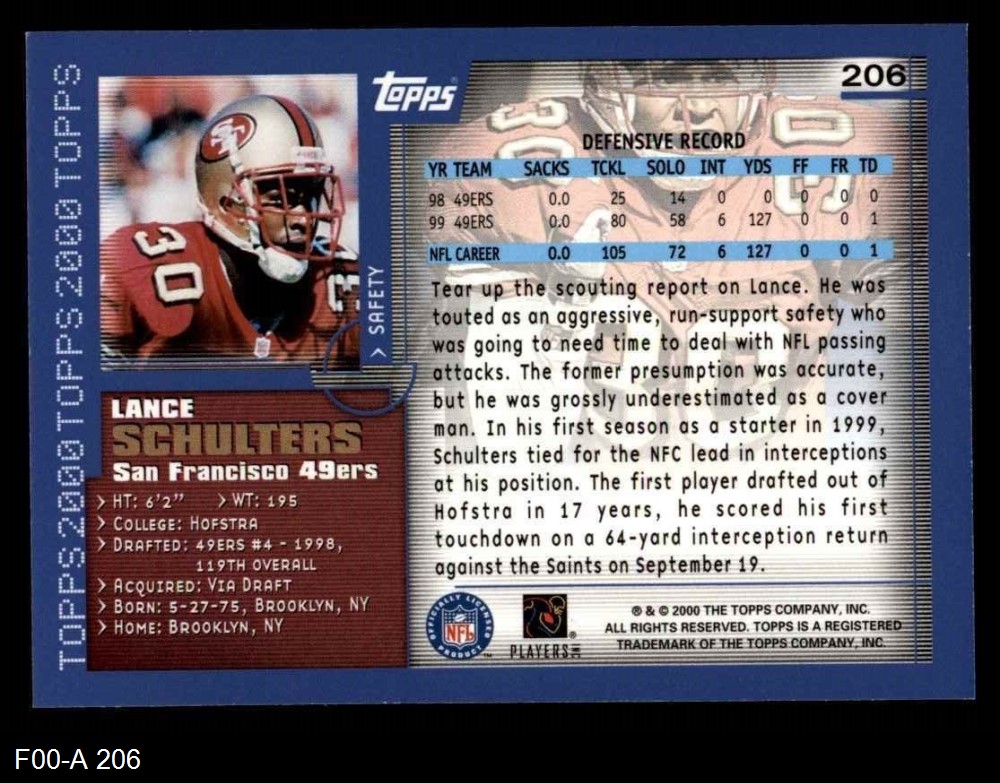 TOPPS 2000 TOPPS 2000 TOPPS 2000 TOPPS
30
3
SAFETY
LANCE
SCHULTERS
San Francisco 49ers
> HT: 6'2" > WT: 195
> COLLEGE: HOFSTRA
> DRAFTED: 49ERS #4 - 1998,
119TH OVERALL
> ACQUIRED: VIA DRAFT
> BORN: 5-27-75, BROOKLYN, NY
> HOME: BROOKLYN, NY
TOPPS
206
DEFENSIVE RECORD
YR TEAM SACKS TCKL SOLO INT YDS FF FR TD
98 49ERS 0.0 25 14 0 0 0 0 0
99 49ERS 0.0 80 58 6 127 0 0 1
NFL CAREER 0.0 105 72 6 127 0 0 1
Tear up the scouting report on Lance. He was
touted as an aggressive, run-support safety who
was going to need time to deal with NFL passing
attacks. The former presumption was accurate,
but he was grossly underestimated as a cover
man. In his first season as a starter in 1999,
Schulters tied for the NFC lead in interceptions
at his position. The first player drafted out of
Hofstra in 17 years, he scored his first
touchdown on a 64-yard interception return
against the Saints on September 19.
OFFICIALLY LICENSED
NFL
PRODUCT
PLAYERS INC
® & © 2000 THE TOPPS COMPANY, INC.
ALL RIGHTS RESERVED. TOPPS IS A REGISTERED
TRADEMARK OF THE TOPPS COMPANY, INC
F00-A 206